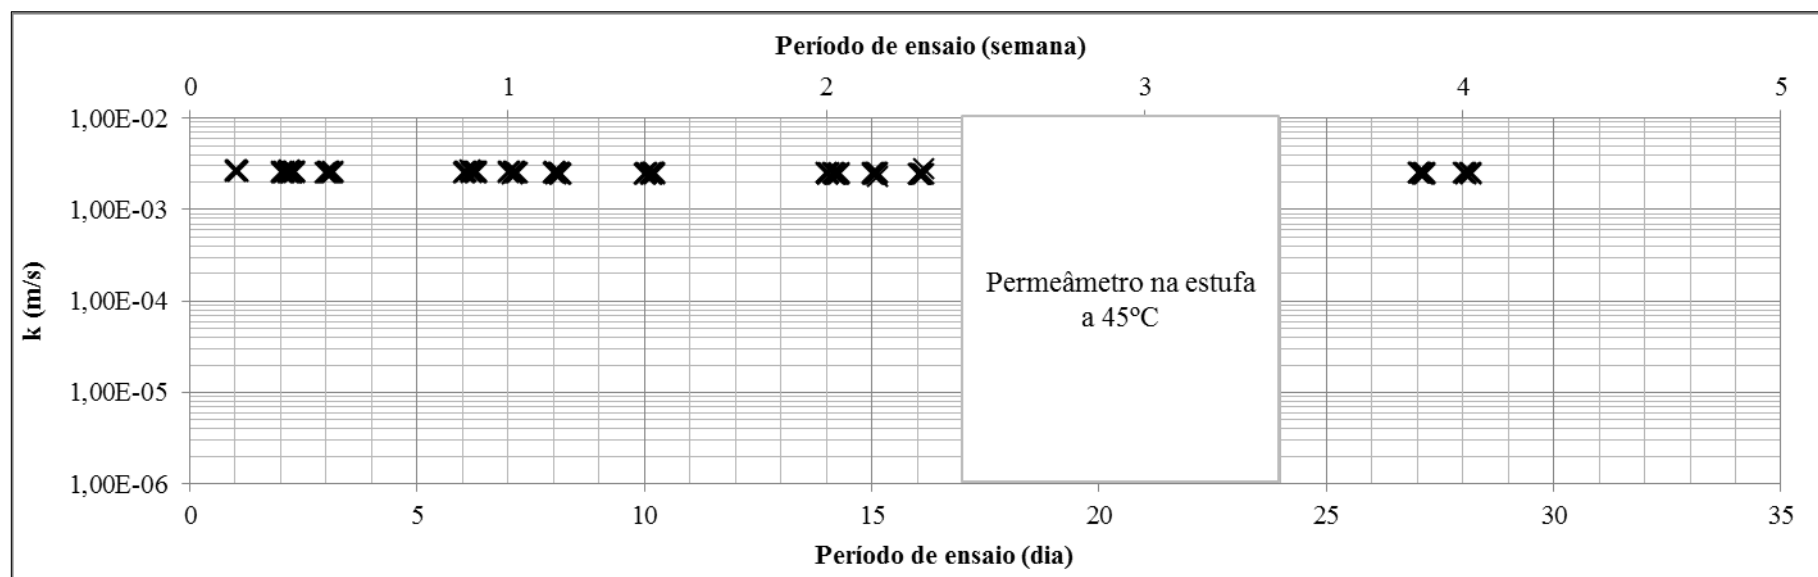 Período de ensaio (semana)
0 1 2 3 4 5
1,00E-02
1,00E-03
1,00E-04
1,00E-05
1,00E-06
k (m/s)
Permeâmetro na estufa
a 45ºC
0 5 10 15 20 25 30 35
Período de ensaio (dia)